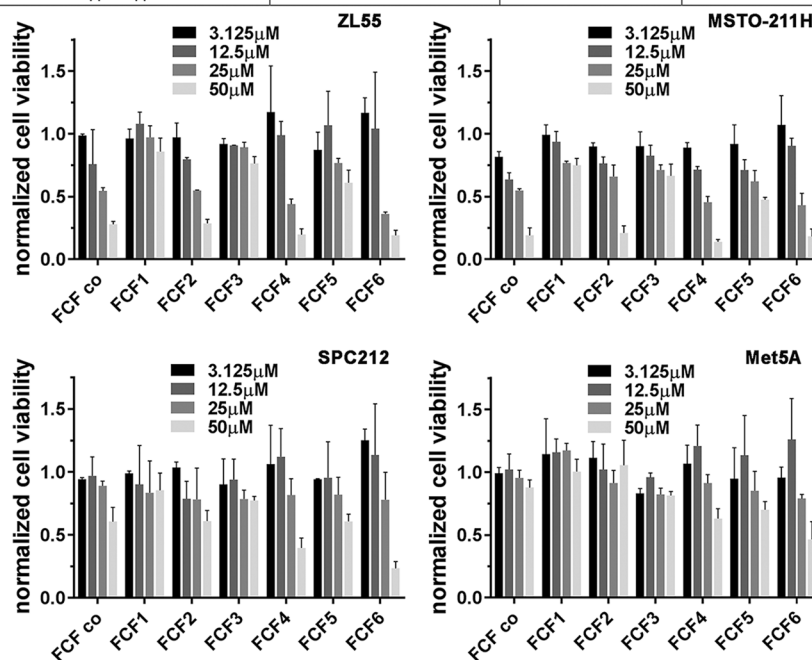 ZL55
3.125μM
12.5μM
25μM
50μM
normalized cell viability
1.5
1.0
0.5
0.0
FCF co
FCF1
FCF2
FCF3
FCF4
FCF5
FCF6
MSTO-211H
3.125μM
12.5μM
25μM
50μM
normalized cell viability
1.5
1.0
0.5
0.0
FCF co
FCF1
FCF2
FCF3
FCF4
FCF5
FCF6
SPC212
3.125μM
12.5μM
25μM
50μM
normalized cell viability
1.5
1.0
0.5
0.0
FCF co
FCF1
FCF2
FCF3
FCF4
FCF5
FCF6
Met5A
3.125μM
12.5μM
25μM
50μM
normalized cell viability
1.5
1.0
0.5
0.0
FCF co
FCF1
FCF2
FCF3
FCF4
FCF5
FCF6